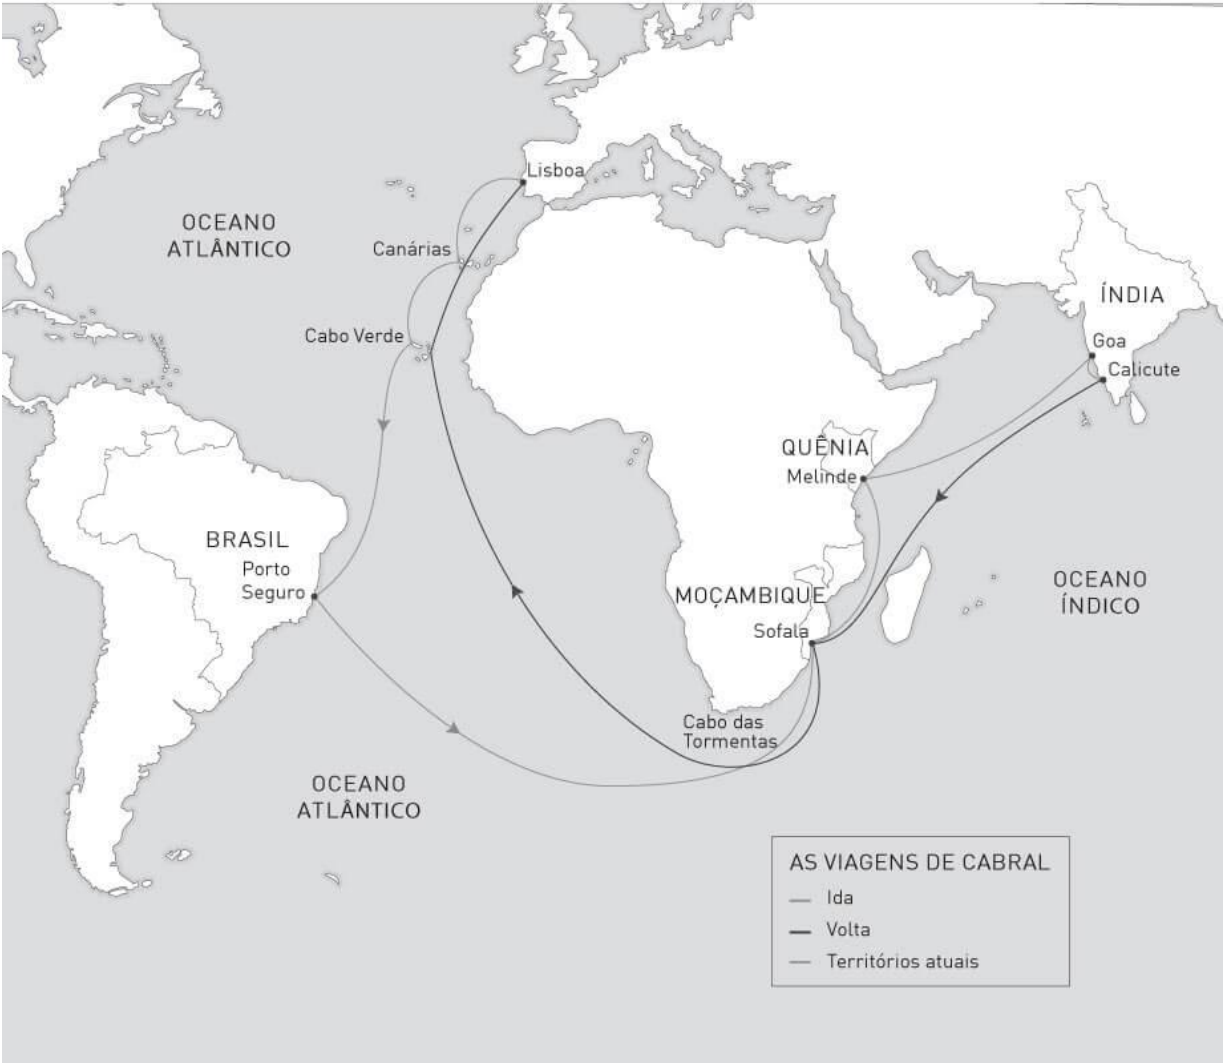 Lisboa
OCEANO
ATLÂNTICO
Canárias
ÍNDIA
Cabo Verde
Goa
Calicute
QUÊNIA
Melinde
BRASIL
Porto
Seguro
MOÇAMBIQUE
Sofala
OCEANO
ÍNDICO
Cabo das
Tormentas
OCEANO
ATLÂNTICO
AS VIAGENS DE CABRAL
Ida
Volta
Territórios atuais